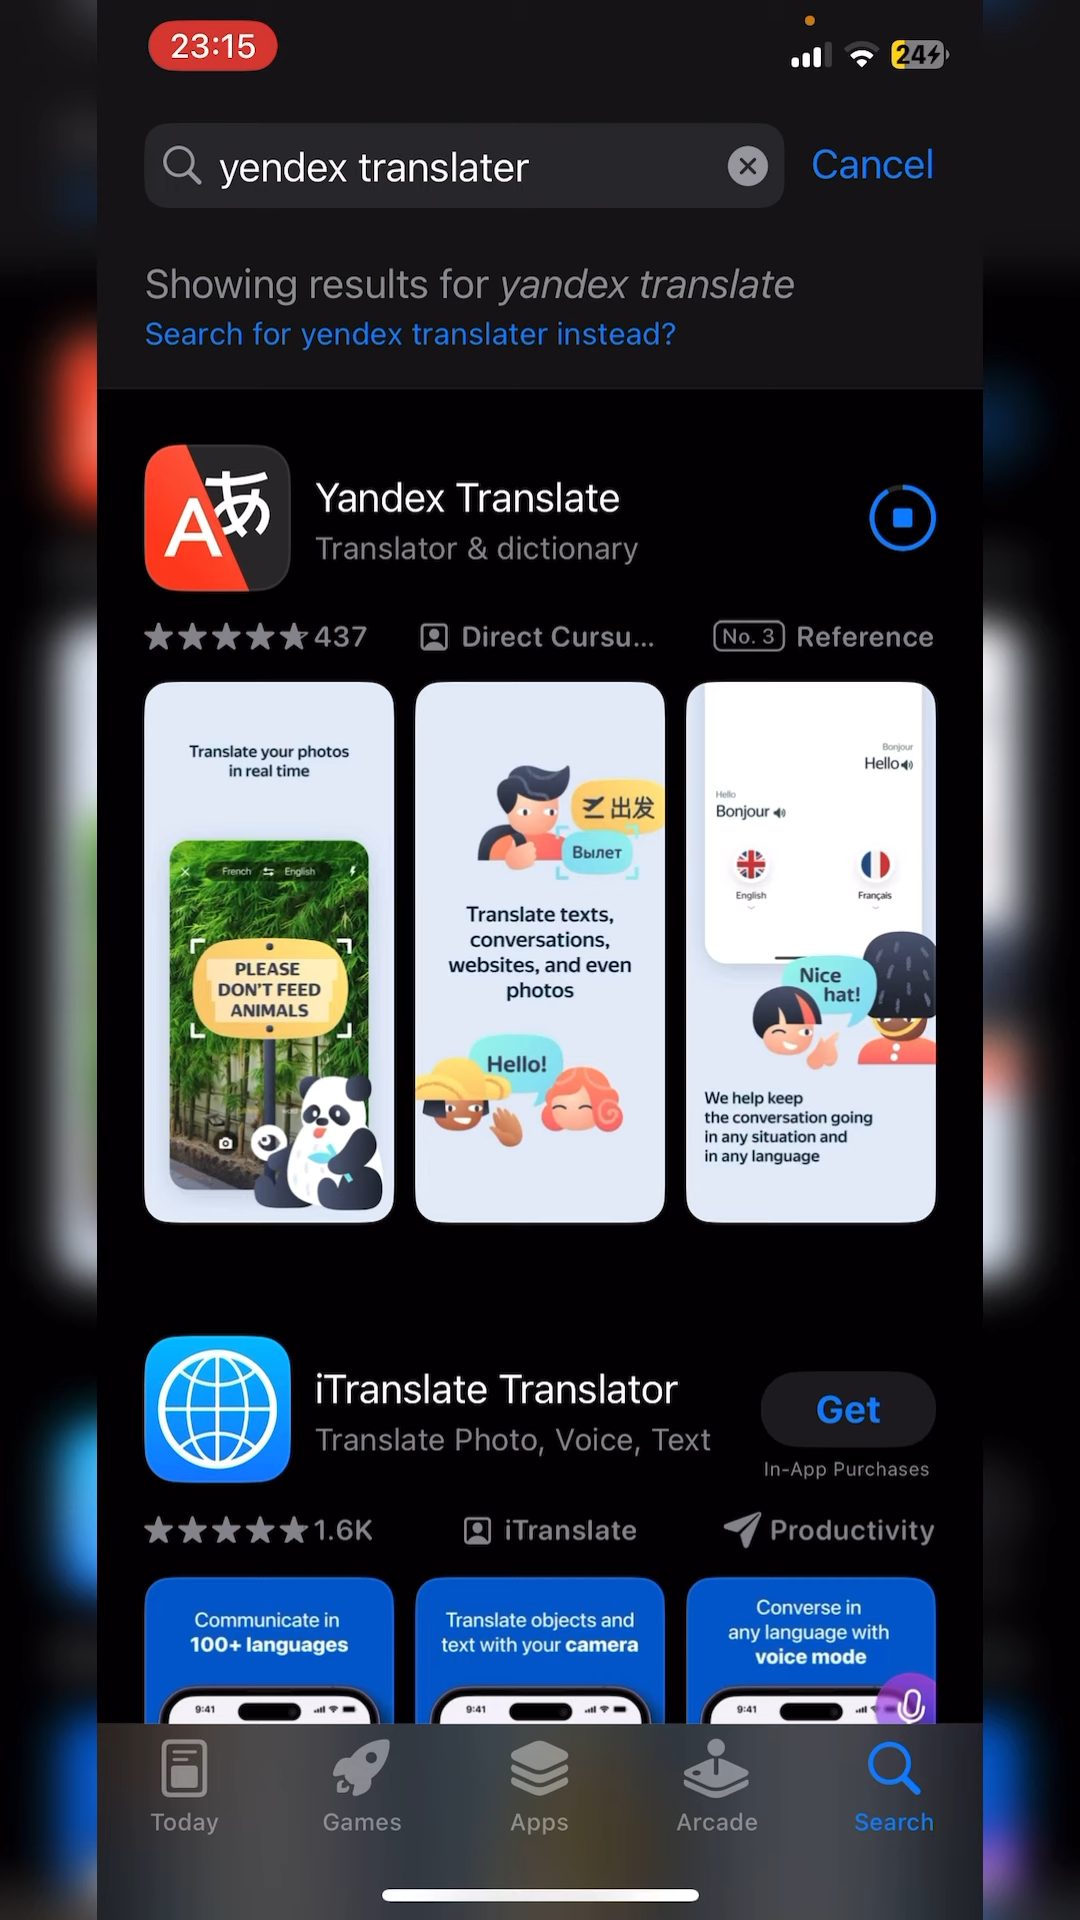 23:15
24
yendex translater
Cancel
Showing results for yandex translate
Search for yendex translater instead?
A あ
Yandex Translate
Translator & dictionary
437
Direct Cursu...
No. 3 Reference
Translate your photos
in real time
French
English
PLEASE
DON'T FEED
ANIMALS
出发
Вылет
Translate texts,
conversations,
websites, and even
photos
Hello!
Bonjour
Hello
Hello
Bonjour
English
Français
Nice
hat!
We help keep
the conversation going
in any situation and
in any language
iTranslate Translator
Translate Photo, Voice, Text
Get
In-App Purchases
1.6K
iTranslate
Productivity
Communicate in
100+ languages
9:41
Translate objects and
text with your camera
9:41
Converse in
any language with
voice mode
9:41
Today
Games
Apps
Arcade
Search